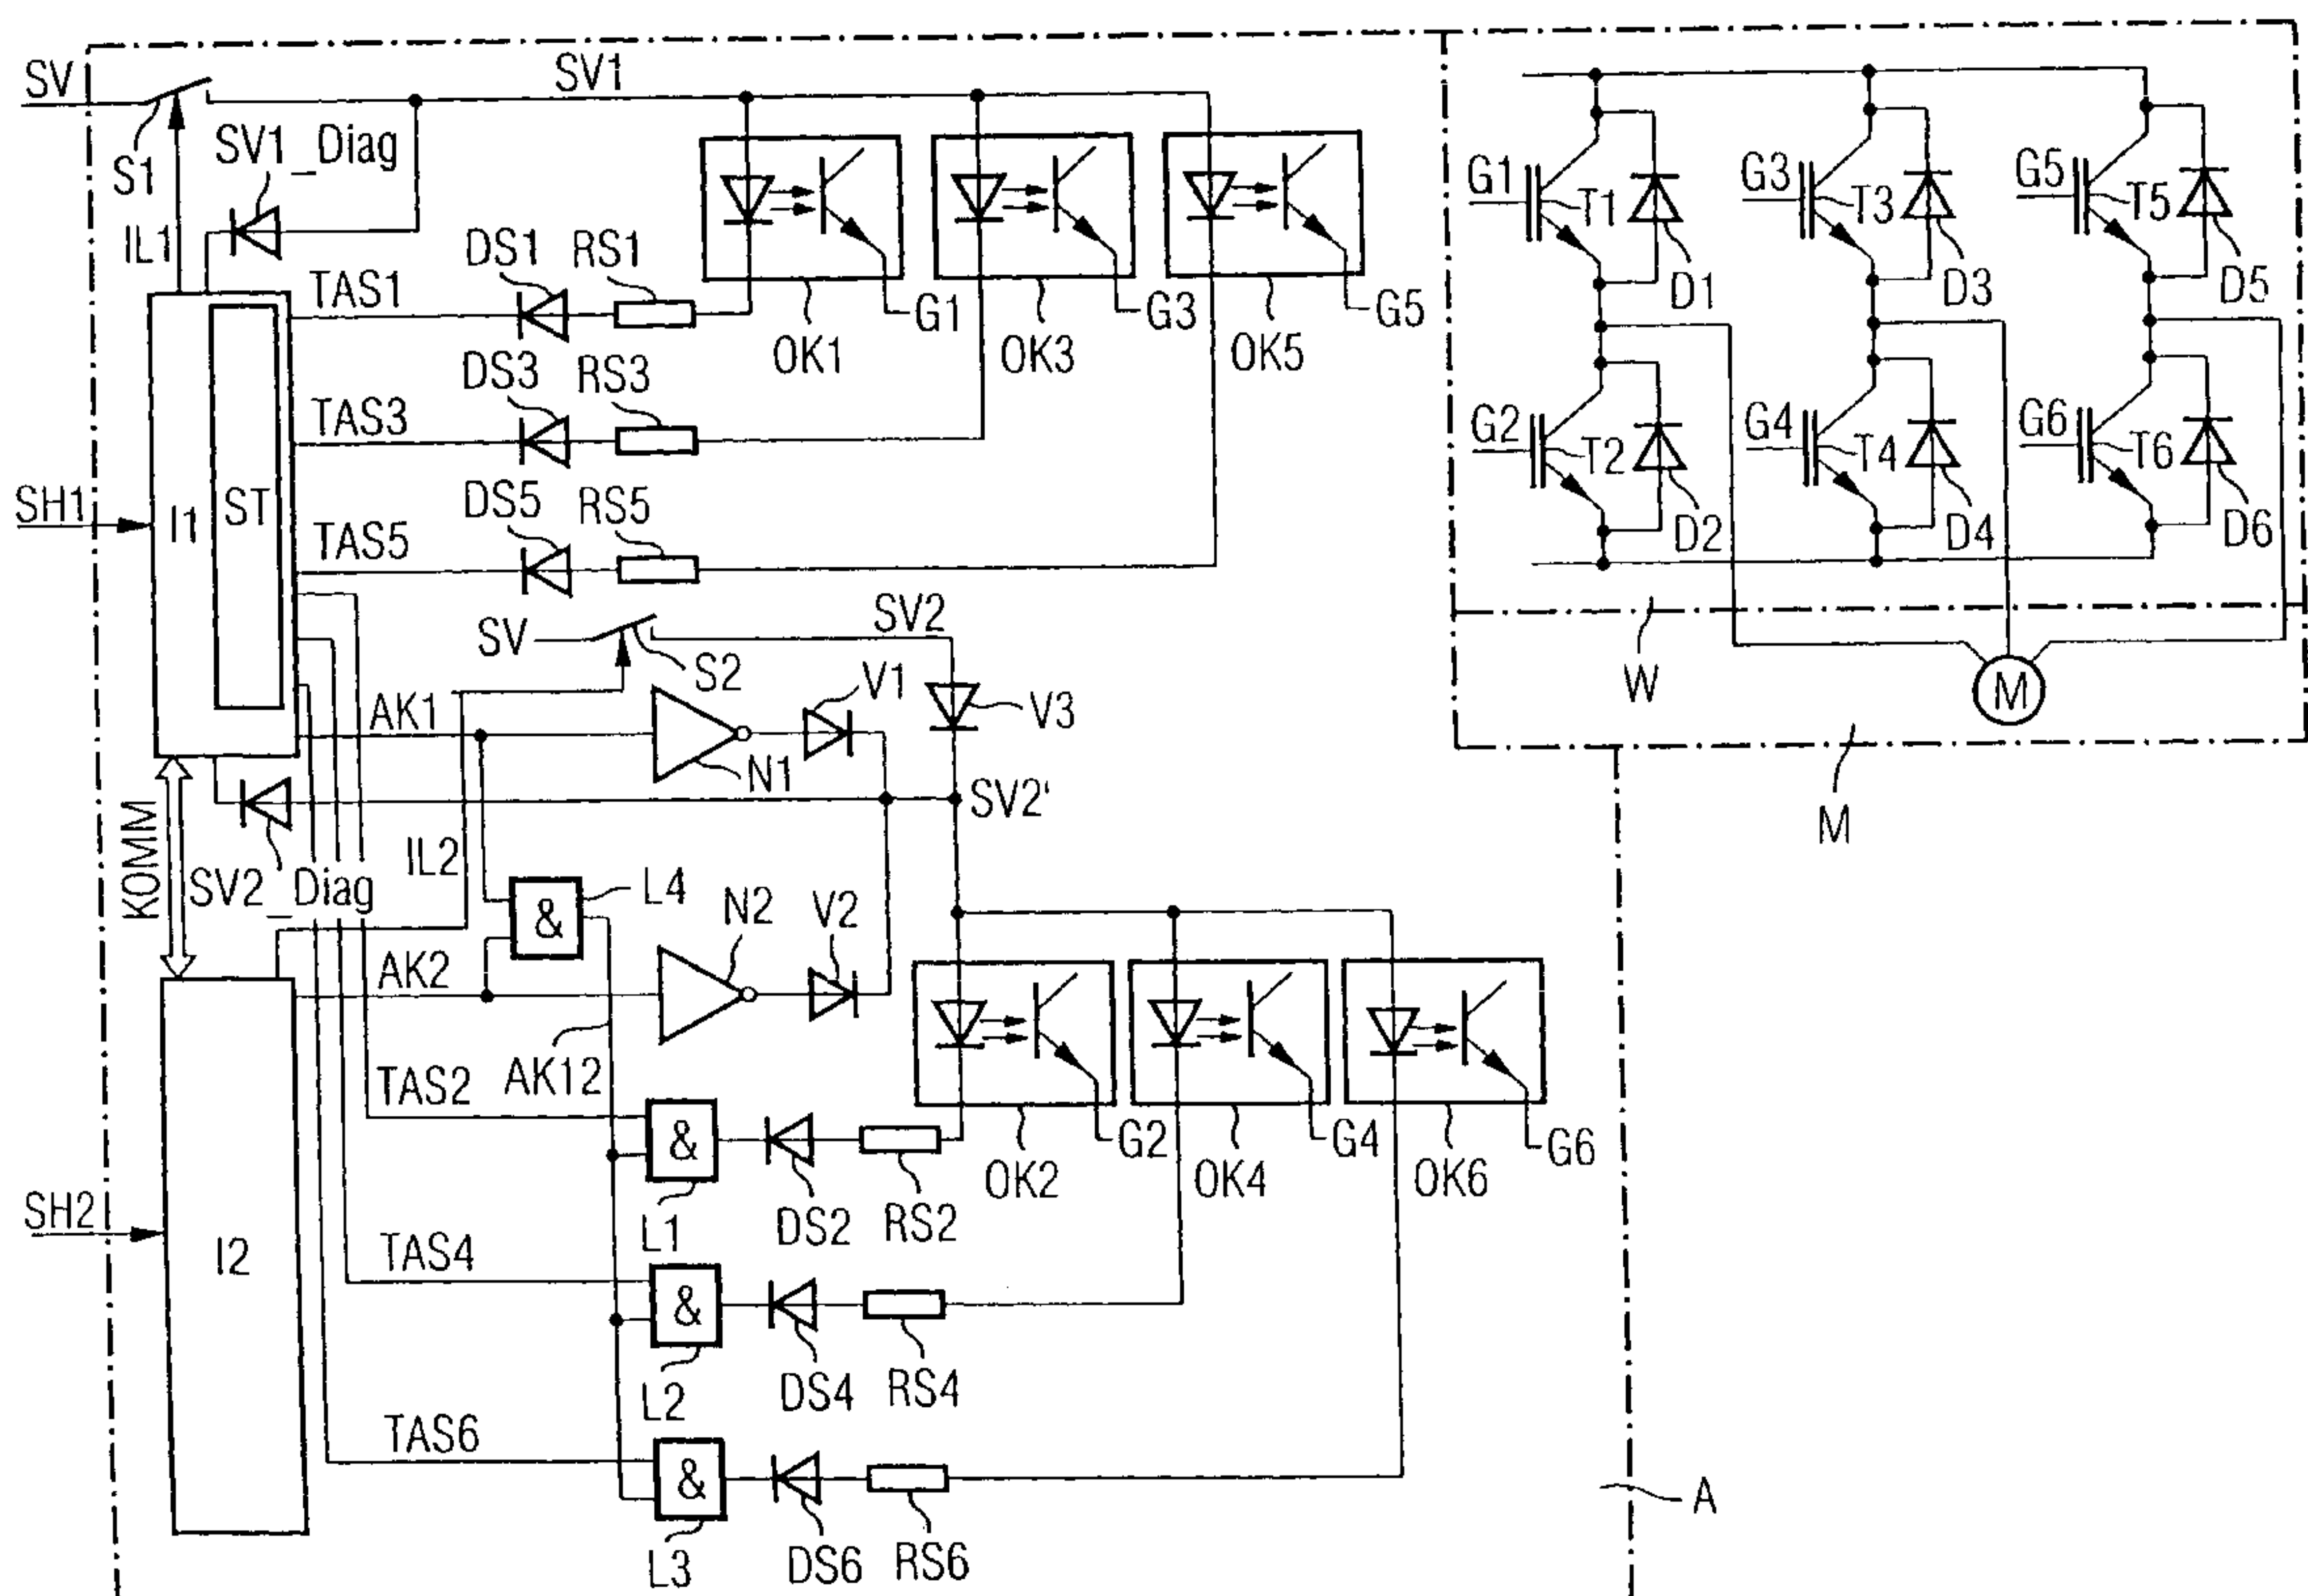 SV
SV1
S1
SV1_Diag
IL1
TAS1
DS1
RS1
OK1
G1
OK3
G3
OK5
G5
TAS3
DS3
RS3
TAS5
DS5
RS5
SH1
I1
ST
G1
T1
D1
G3
T3
D3
G5
T5
D5
G2
T2
D2
G4
T4
D4
G6
T6
D6
W
M
M
SV
S2
SV2
V1
V3
AK1
N1
SV2'
KOMM
SV2_Diag
IL2
&
L4
N2
V2
AK2
AK12
TAS2
&
L1
DS2
RS2
OK2
G2
OK4
G4
OK6
G6
SH2
I2
TAS4
&
L2
DS4
RS4
TAS6
&
L3
DS6
RS6
A